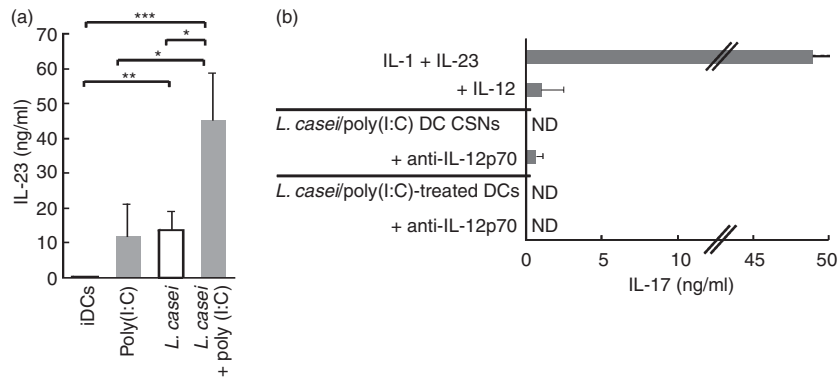 (a)
***
*
*
**
70
60
50
40
30
20
10
0
IL-23 (ng/ml)
iDCs
Poly(I:C)
L. casei
L. casei
+ poly (I:C)
(b)
IL-1 + IL-23
+ IL-12
L. casei/poly(I:C) DC CSNs ND
+ anti-IL-12p70
L. casei/poly(I:C)-treated DCs ND
+ anti-IL-12p70 ND
0 5 10 45 50
IL-17 (ng/ml)